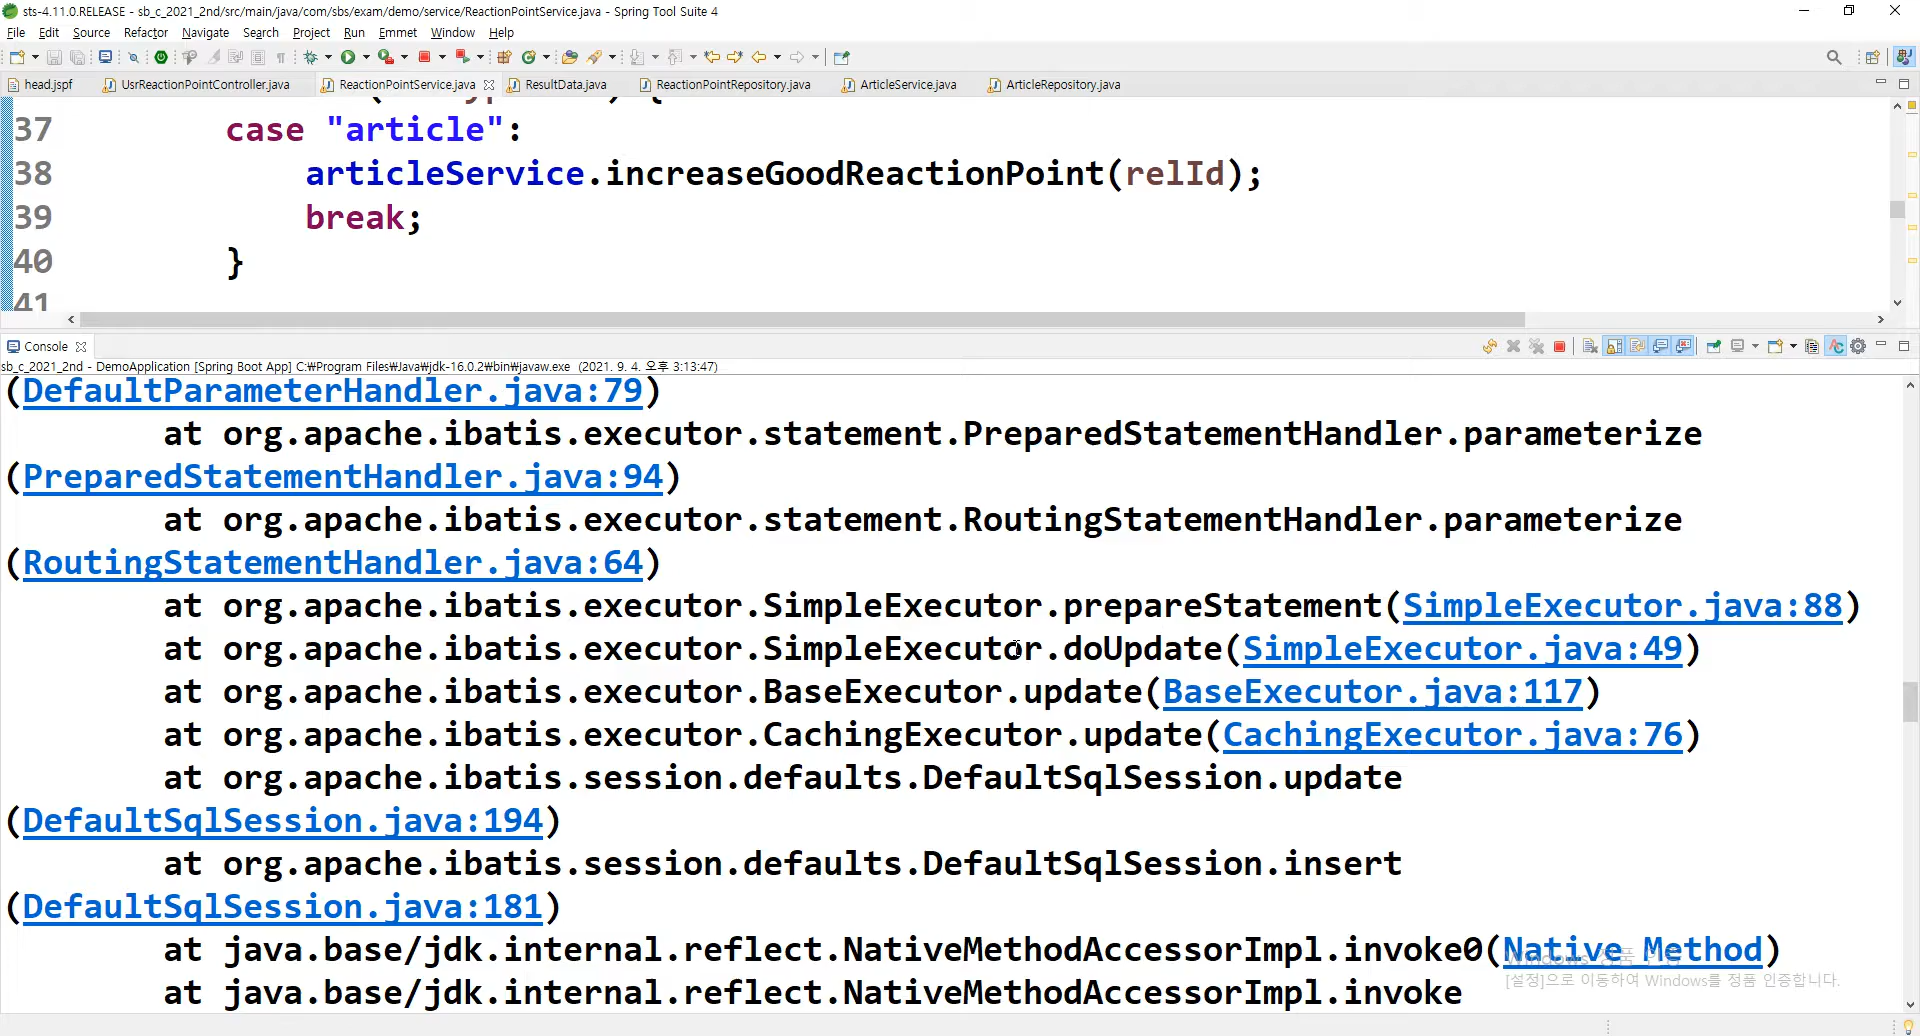 sts-4.11.0.RELEASE - sb_c_2021_2nd/src/main/java/com/sbs/exam/demo/service/ReactionPointService.java - Spring Tool Suite 4
File Edit Source Refactor Navigate Search Project Run Emmet Window Help
head.jspf UsrReactionPointController.java ReactionPointService.java ResultData.java ReactionPointRepository.java ArticleService.java ArticleRepository.java
37 case "article":
38 articleService.increaseGoodReactionPoint(relId);
39 break;
40 }
41
Console
sb_c_2021_2nd - DemoApplication [Spring Boot App] C:₩Program Files₩Java₩jdk-16.0.2₩bin₩javaw.exe (2021. 9. 4. 오후 3:13:47)
(DefaultParameterHandler.java:79)
at org.apache.ibatis.executor.statement.PreparedStatementHandler.parameterize
(PreparedStatementHandler.java:94)
at org.apache.ibatis.executor.statement.RoutingStatementHandler.parameterize
(RoutingStatementHandler.java:64)
at org.apache.ibatis.executor.SimpleExecutor.prepareStatement(SimpleExecutor.java:88)
at org.apache.ibatis.executor.SimpleExecutor.doUpdate(SimpleExecutor.java:49)
at org.apache.ibatis.executor.BaseExecutor.update(BaseExecutor.java:117)
at org.apache.ibatis.executor.CachingExecutor.update(CachingExecutor.java:76)
at org.apache.ibatis.session.defaults.DefaultSqlSession.update
(DefaultSqlSession.java:194)
at org.apache.ibatis.session.defaults.DefaultSqlSession.insert
(DefaultSqlSession.java:181)
at java.base/jdk.internal.reflect.NativeMethodAccessorImpl.invoke0(Native Method)
Windows 정품
[설정]으로 이동하여 Windows를 정품 인증합니다.
at java.base/jdk.internal.reflect.NativeMethodAccessorImpl.invoke